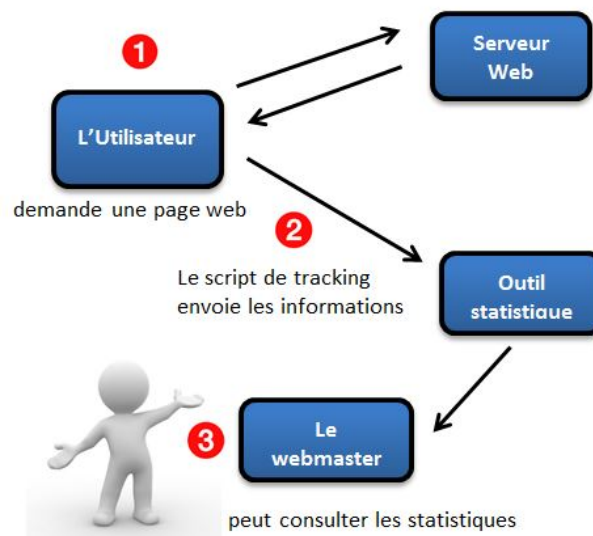 1
Serveur
Web
L'Utilisateur
demande une page web
2
Le script de tracking
envoie les informations
Outil
statistique
3
Le
webmaster
peut consulter les statistiques